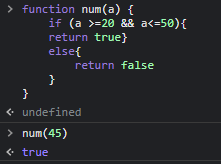 > function num(a) {
    if (a >=20 && a<=50){
    return true}
    else{
        return false
    }
}
<· undefined
> num(45)
<· true